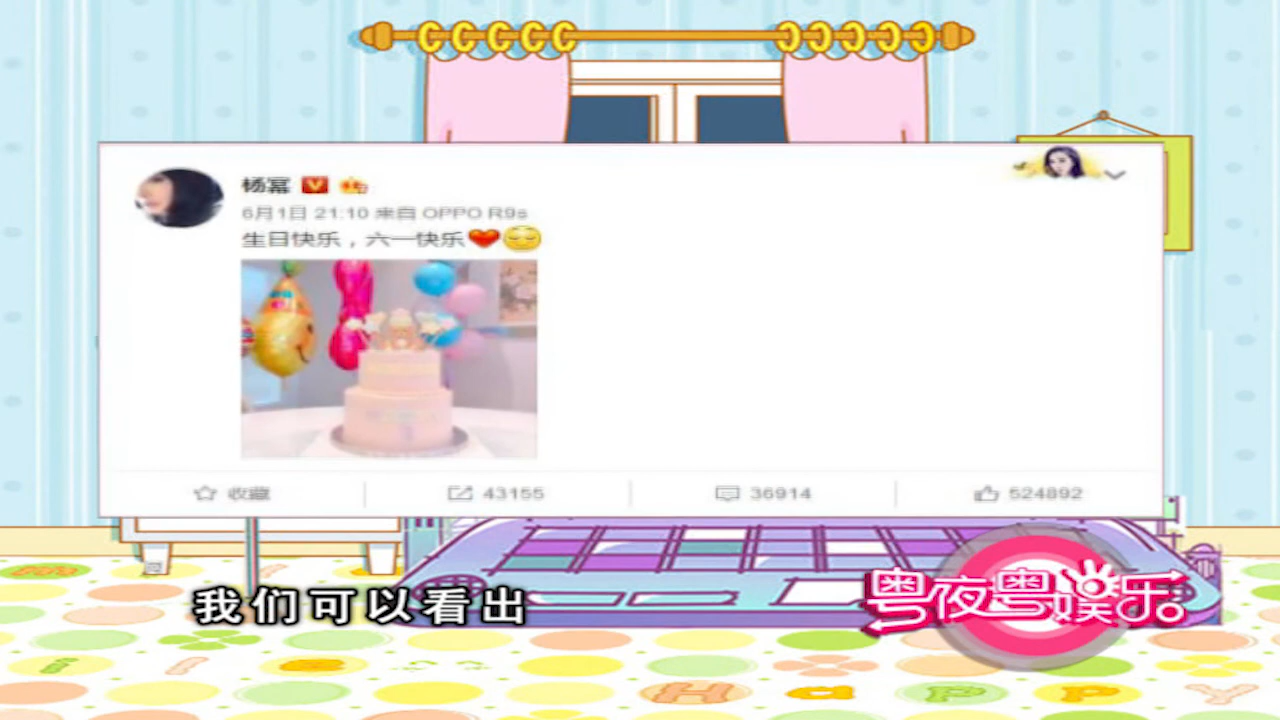 杨幂
6月1日 21:10 来自 OPPO R9s
生日快乐，六一快乐
收藏
43155
36914
524892
我们可以看出
粤夜粤娱乐
H a P P Y